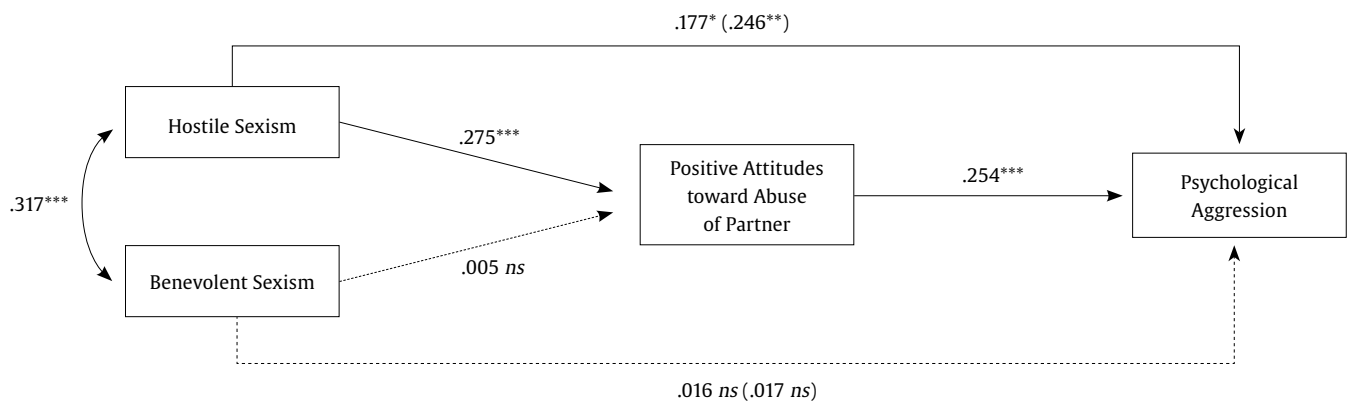 .177* (.246**)
Hostile Sexism
.275***
Positive Attitudes
toward Abuse
of Partner
.254***
Psychological
Aggression
.317***
Benevolent Sexism
.005 ns
.016 ns (.017 ns)